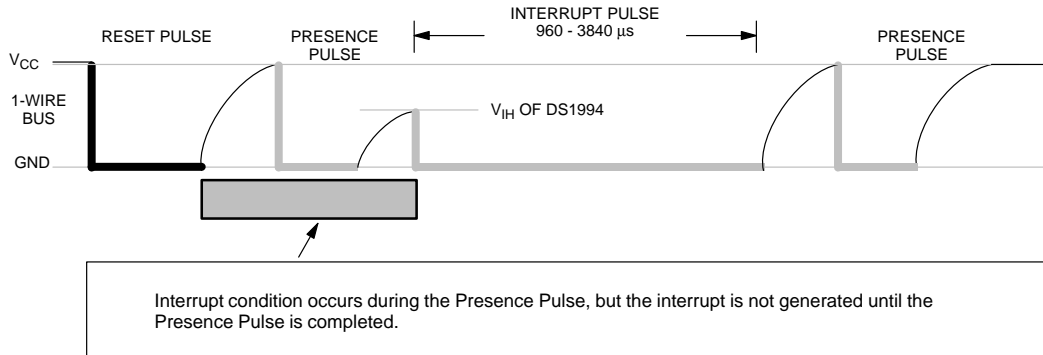 INTERRUPT PULSE
960 - 3840 µs
RESET PULSE
PRESENCE
PULSE
PRESENCE
PULSE
VCC
1-WIRE
BUS
VIH OF DS1994
GND
Interrupt condition occurs during the Presence Pulse, but the interrupt is not generated until the
Presence Pulse is completed.